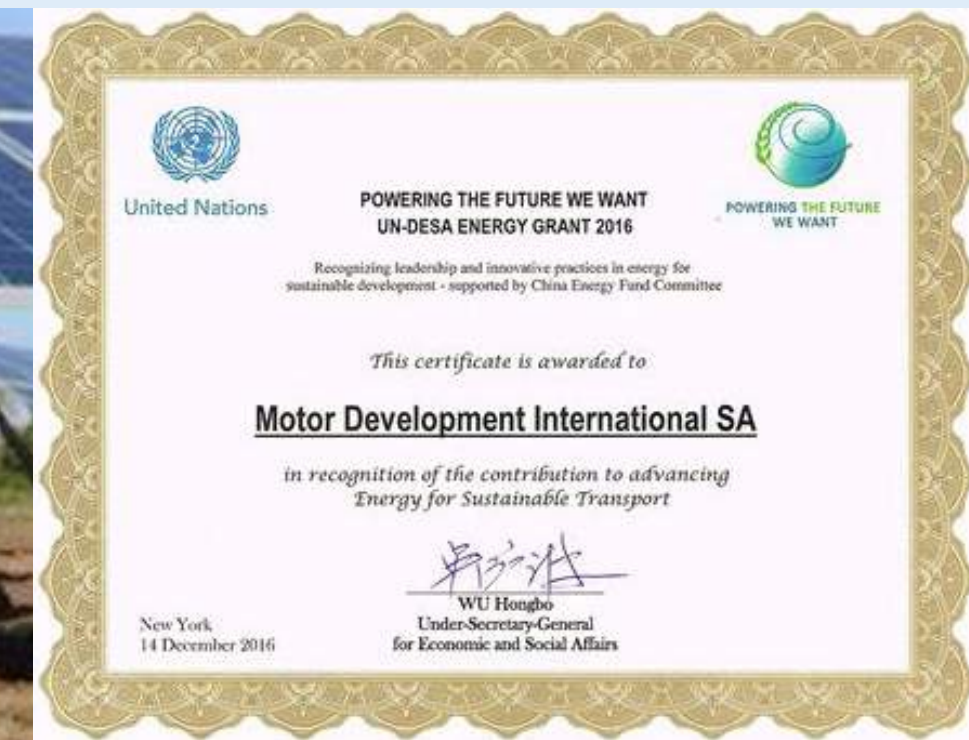 United Nations
POWERING THE FUTURE WE WANT
UN-DESA ENERGY GRANT 2016
POWERING THE FUTURE
WE WANT
Recognizing leadership and innovative practices in energy for
sustainable development - supported by China Energy Fund Committee
This certificate is awarded to
Motor Development International SA
in recognition of the contribution to advancing
Energy for Sustainable Transport
WU Hongbo
Under-Secretary-General
for Economic and Social Affairs
New York
14 December 2016